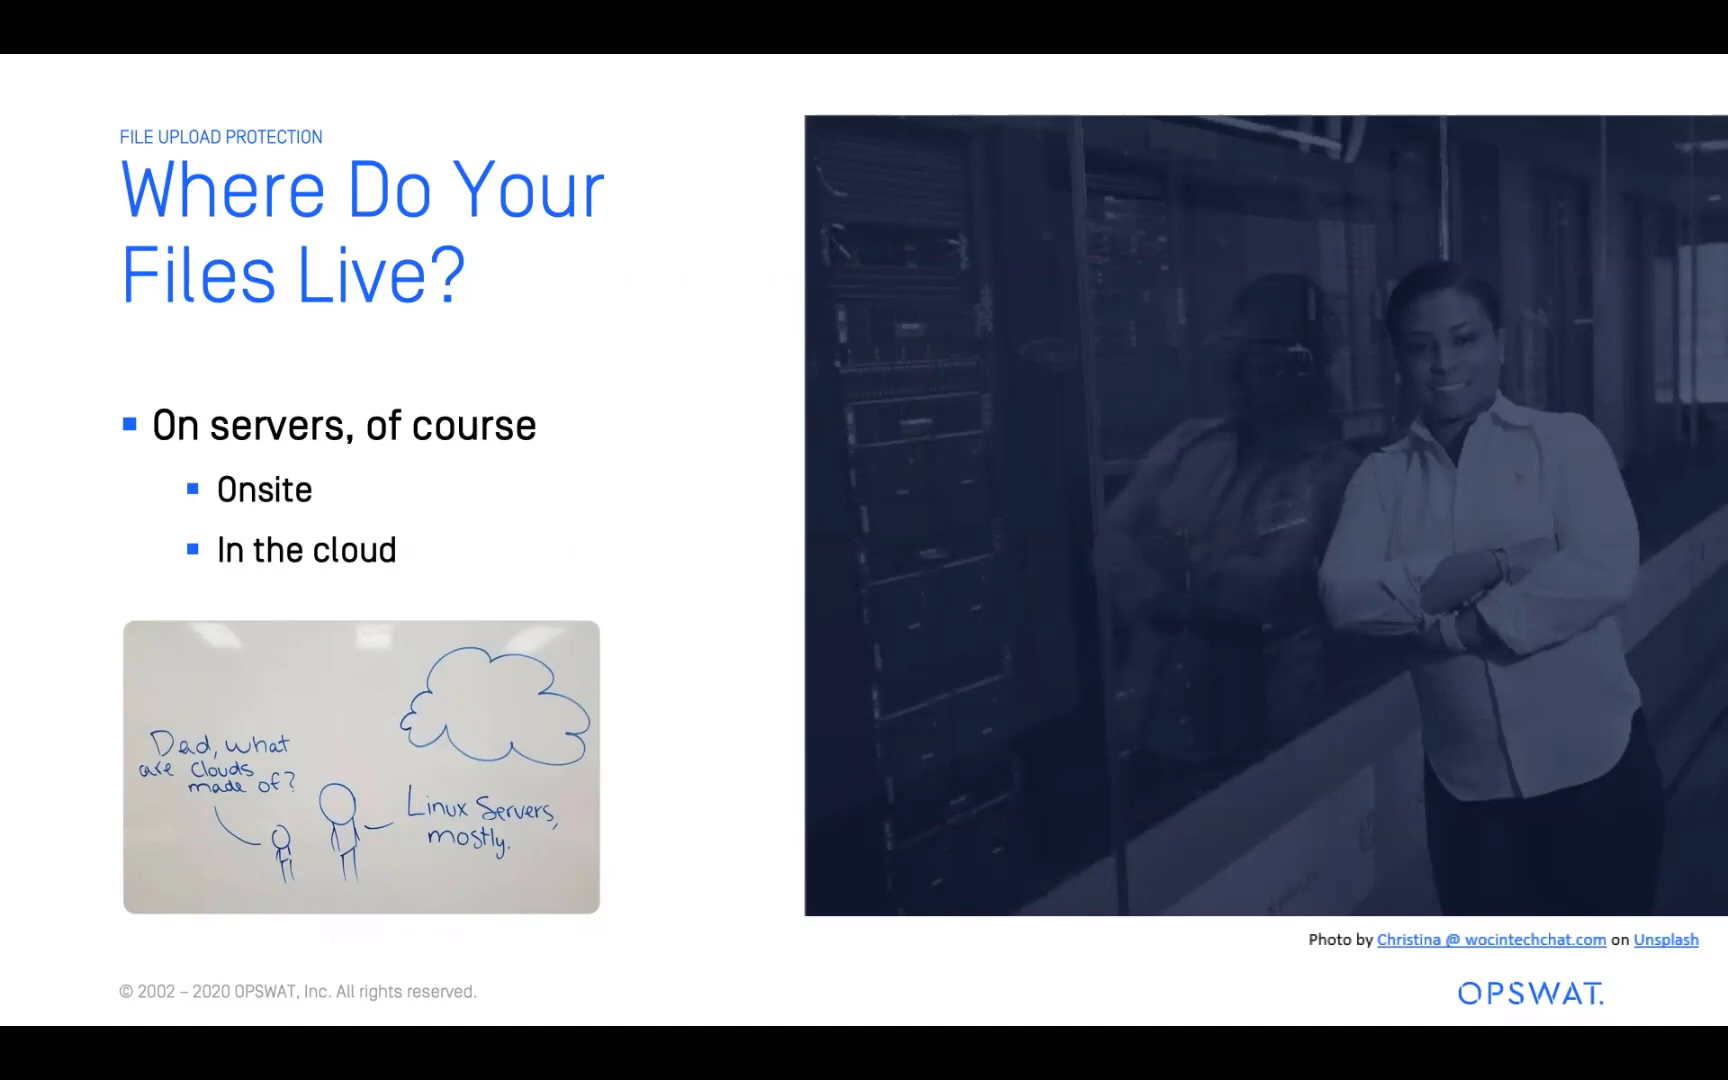 FILE UPLOAD PROTECTION
Where Do Your
Files Live?
On servers, of course
Onsite
In the cloud
Dad, what
are clouds
made of?
Linux Servers,
mostly.
Photo by Christina @ wocintechchat.com on Unsplash
© 2002 – 2020 OPSWAT, Inc. All rights reserved.
OPSWAT.